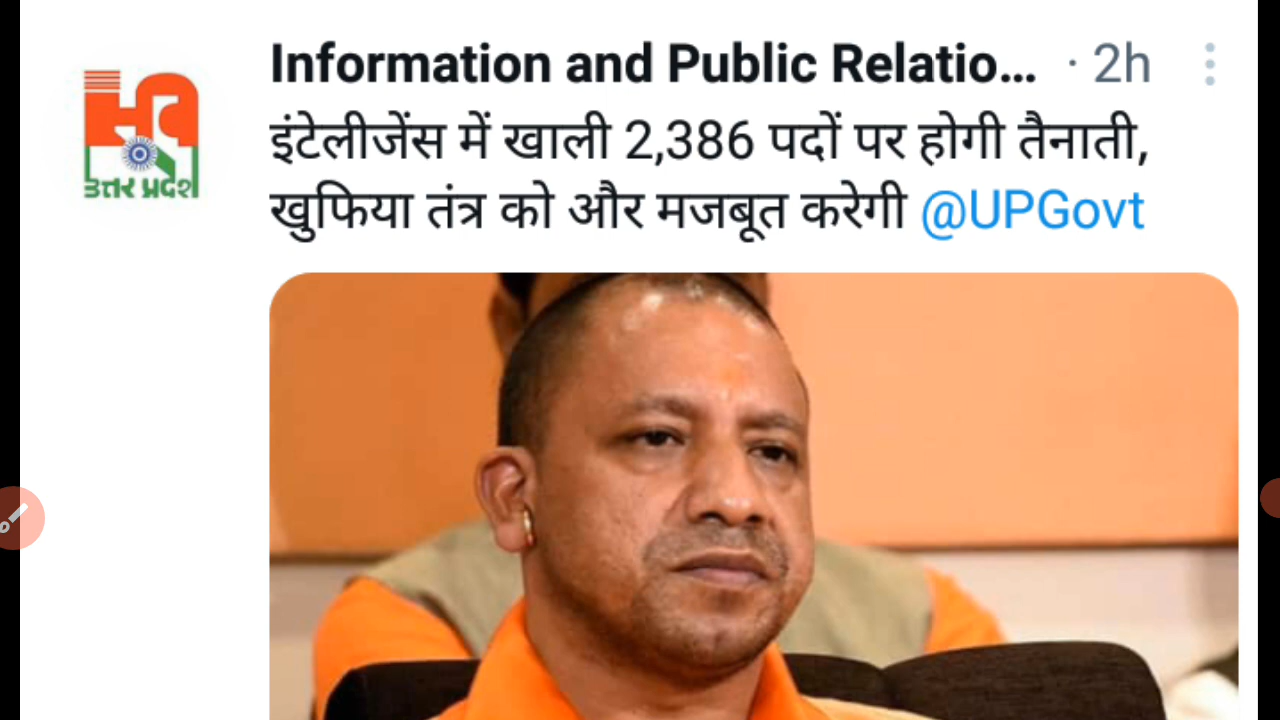 Information and Public Relatio... · 2h
इंटेलीजेंस में खाली 2,386 पदों पर होगी तैनाती,
खुफिया तंत्र को और मजबूत करेगी @UPGovt
उत्तर प्रदेश